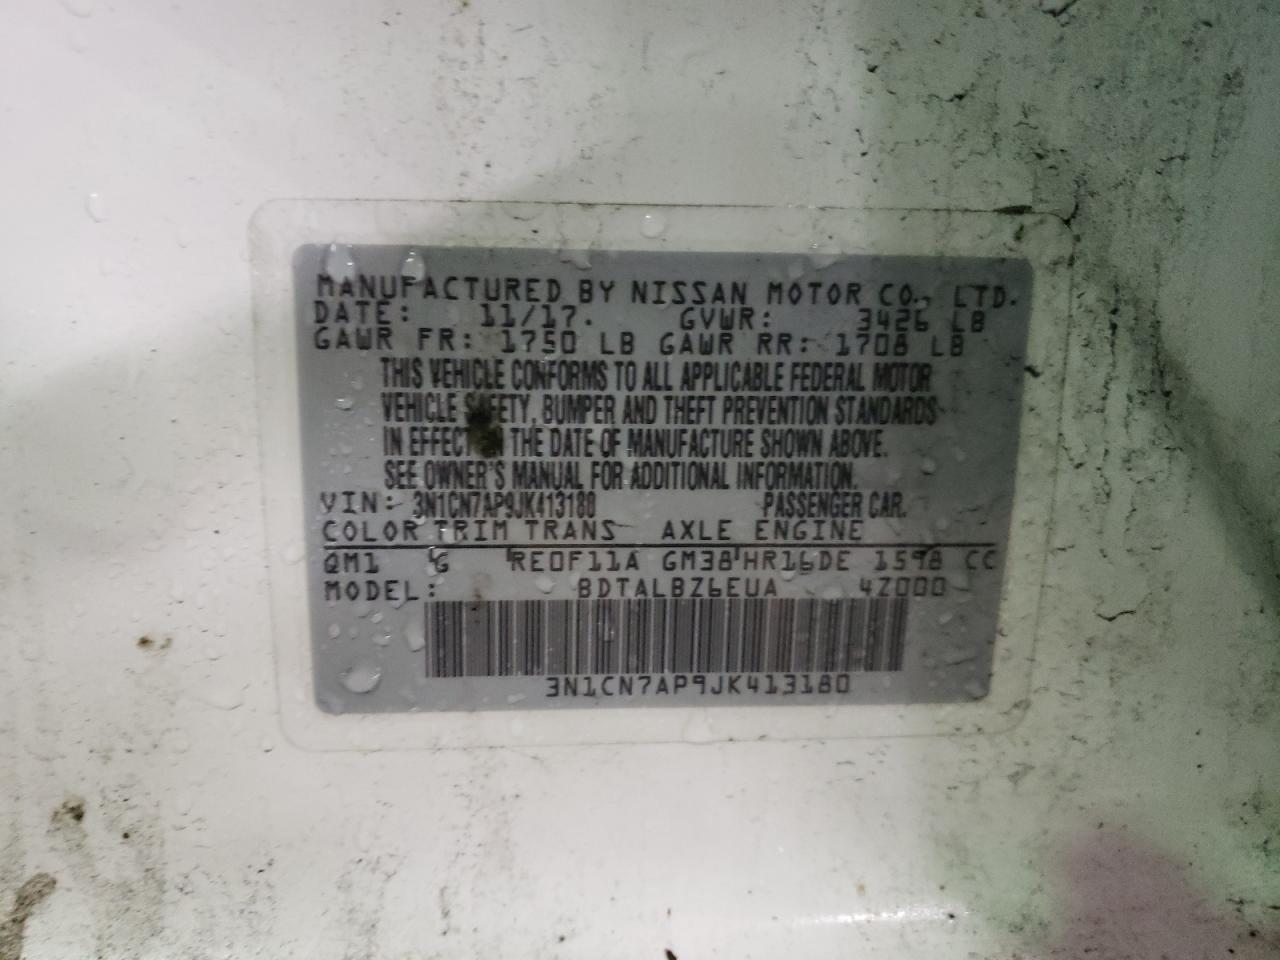 MANUFACTURED BY NISSAN MOTOR CO., LTD.
DATE: 11/17. GVWR: 3426 LB
GAWR FR: 1750 LB GAWR RR: 1708 LB
THIS VEHICLE CONFORMS TO ALL APPLICABLE FEDERAL MOTOR
VEHICLE SAFETY, BUMPER AND THEFT PREVENTION STANDARDS
IN EFFECT ON THE DATE OF MANUFACTURE SHOWN ABOVE.
SEE OWNER'S MANUAL FOR ADDITIONAL INFORMATION.
VIN: 3N1CN7AP9JK413180 PASSENGER CAR.
COLOR TRIM TRANS AXLE ENGINE
QM1 G RE0F11A GM38 HR16DE 1598 CC
MODEL: BDTALBZ6EUA 4Z000
3N1CN7AP9JK413180